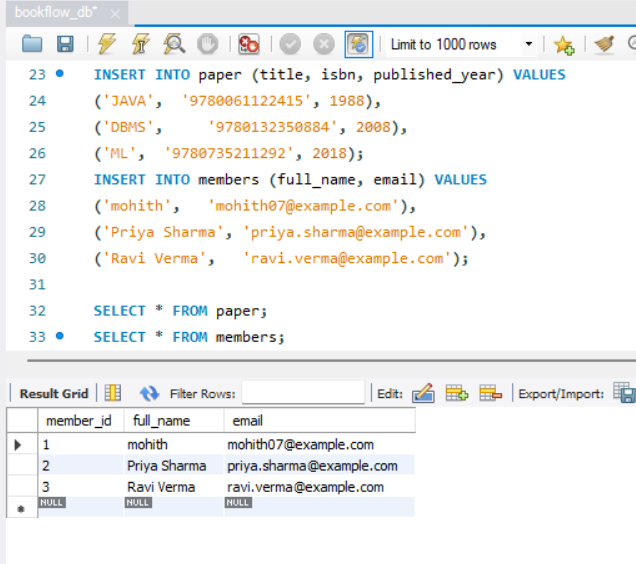 bookflow_db* ×
Limit to 1000 rows
23 INSERT INTO paper (title, isbn, published_year) VALUES
24 ('JAVA', '9780061122415', 1988),
25 ('DBMS', '9780132350884', 2008),
26 ('ML', '9780735211292', 2018);
27 INSERT INTO members (full_name, email) VALUES
28 ('mohith', 'mohith07@example.com'),
29 ('Priya Sharma', 'priya.sharma@example.com'),
30 ('Ravi Verma', 'ravi.verma@example.com');
31
32 SELECT * FROM paper;
33 SELECT * FROM members;
Result Grid Filter Rows: Edit: Export/Import:
member_id full_name email
1 mohith mohith07@example.com
2 Priya Sharma priya.sharma@example.com
3 Ravi Verma ravi.verma@example.com
NULL NULL NULL